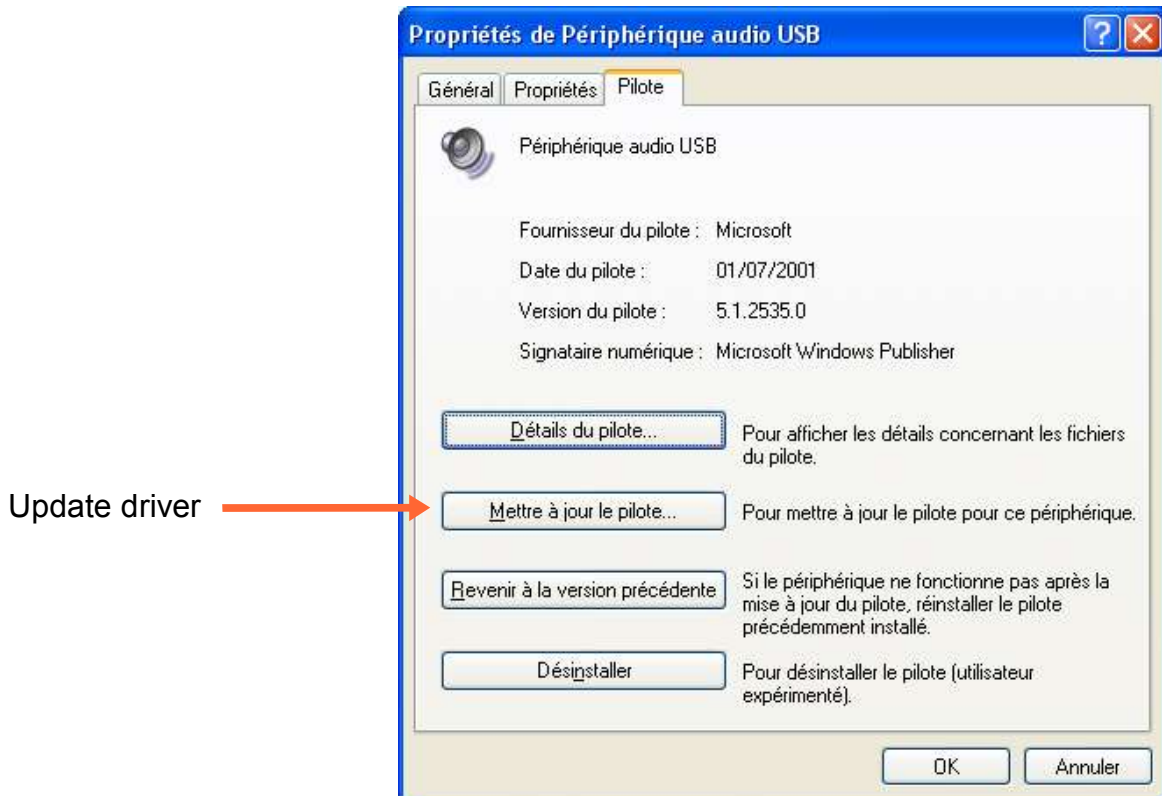 Propriétés de Périphérique audio USB
Général Propriétés Pilote
Périphérique audio USB
Fournisseur du pilote : Microsoft
Date du pilote : 01/07/2001
Version du pilote : 5.1.2535.0
Signataire numérique : Microsoft Windows Publisher
Détails du pilote... Pour afficher les détails concernant les fichiers
du pilote.
Update driver Mettre à jour le pilote... Pour mettre à jour le pilote pour ce périphérique.
Revenir à la version précédente Si le périphérique ne fonctionne pas après la
mise à jour du pilote, réinstaller le pilote
précédemment installé.
Désinstaller Pour désinstaller le pilote (utilisateur
expérimenté).
OK Annuler